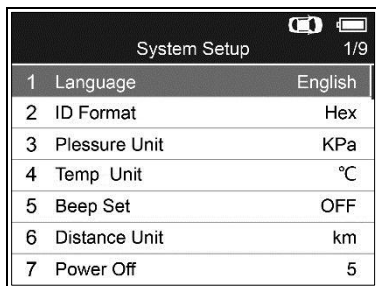 System Setup 1/9
1 Language English
2 ID Format Hex
3 Plessure Unit KPa
4 Temp Unit ℃
5 Beep Set OFF
6 Distance Unit km
7 Power Off 5